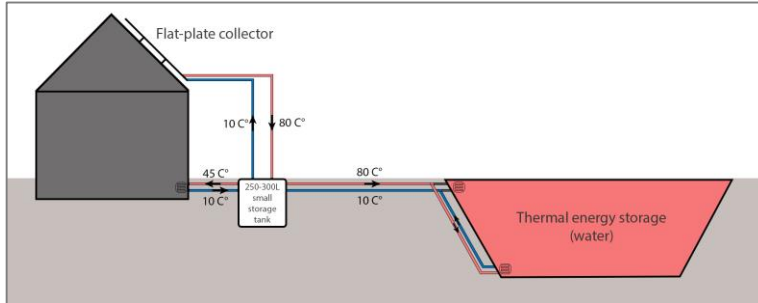 Flat-plate collector
10 C°
80 C°
45 C°
10 C°
250-300L
small
storage
tank
80 C°
10 C°
Thermal energy storage
(water)